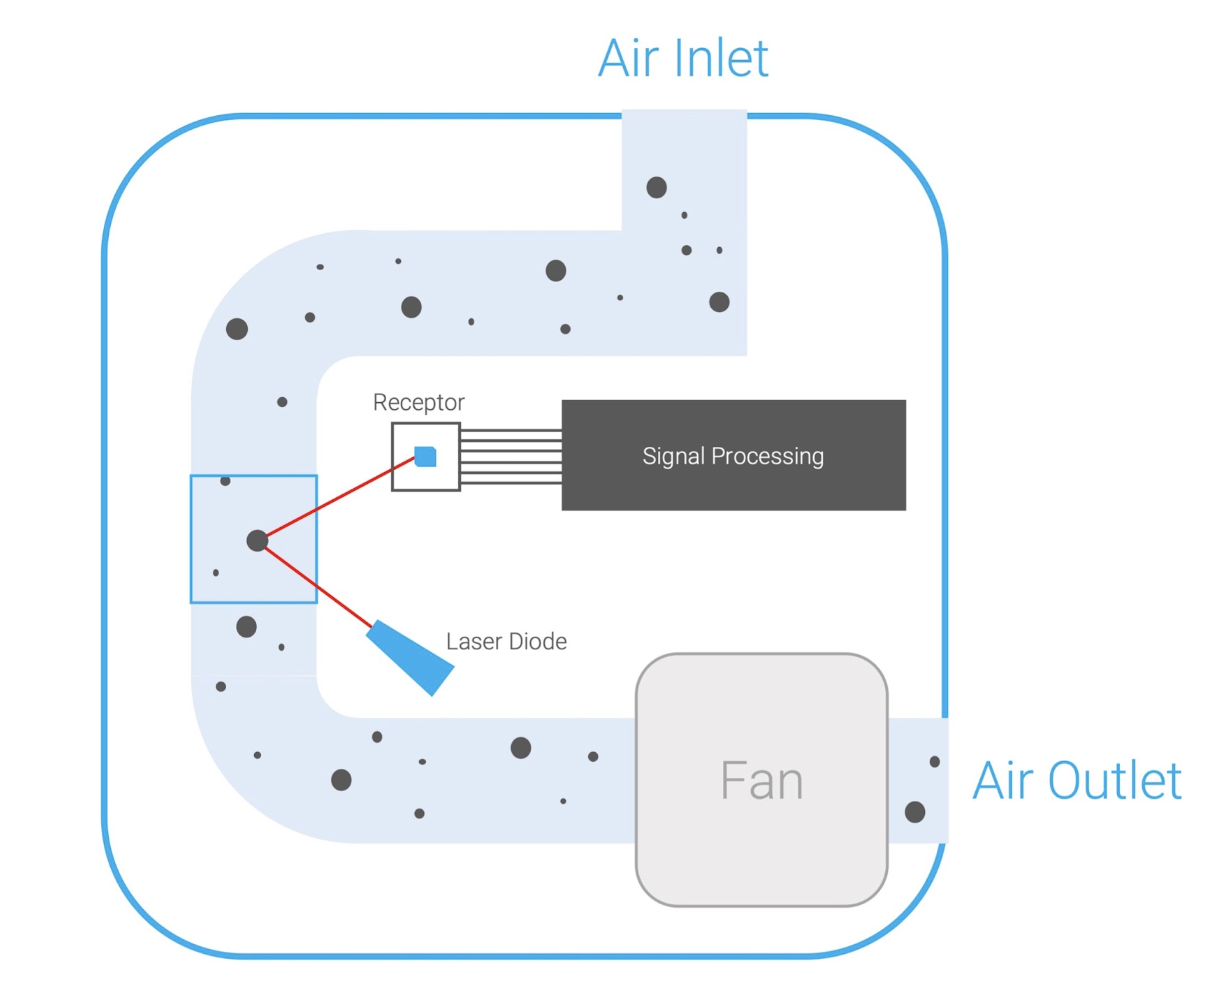 Air Inlet
Receptor
Signal Processing
Laser Diode
Fan
Air Outlet